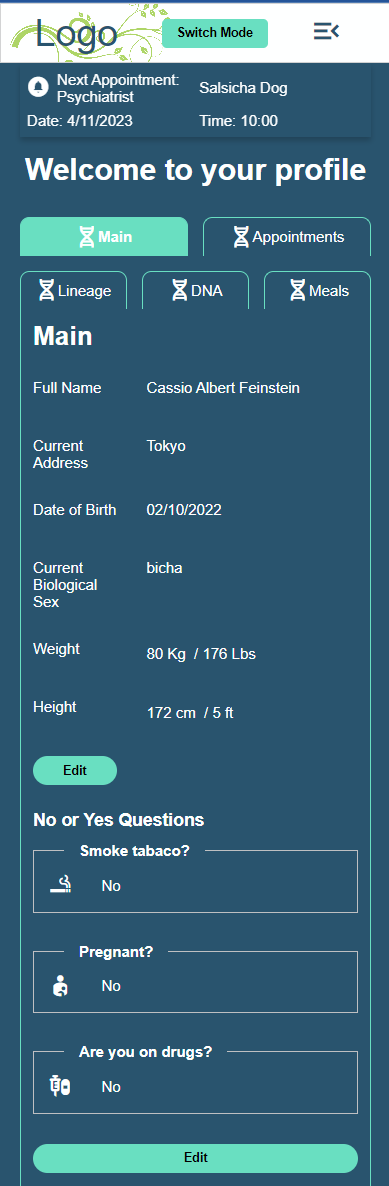 Logo
Switch Mode
Next Appointment:
Psychiatrist
Salsicha Dog
Date: 4/11/2023
Time: 10:00
Welcome to your profile
Main
Appointments
Lineage
DNA
Meals
Main
Full Name
Cassio Albert Feinstein
Current
Address
Tokyo
Date of Birth
02/10/2022
Current
Biological
Sex
bicha
Weight
80 Kg / 176 Lbs
Height
172 cm / 5 ft
Edit
No or Yes Questions
Smoke tabaco?
No
Pregnant?
No
Are you on drugs?
No
Edit